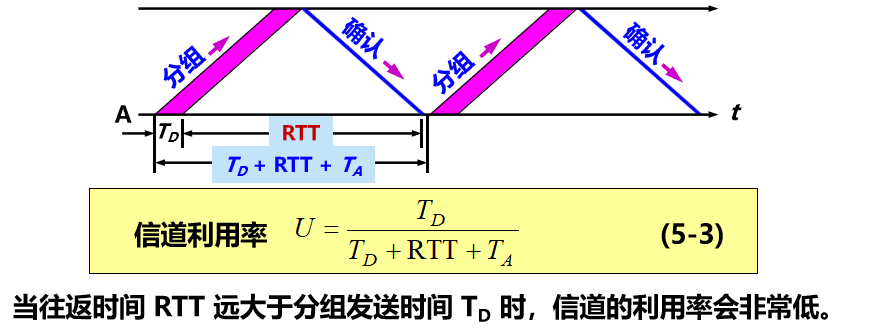 分组 确认 分组 确认
A t
T_D RTT
T_D + RTT + T_A
信道利用率 U = \frac{T_D}{T_D + RTT + T_A} (5-3)
当往返时间 RTT 远大于分组发送时间 T_D 时，信道的利用率会非常低。